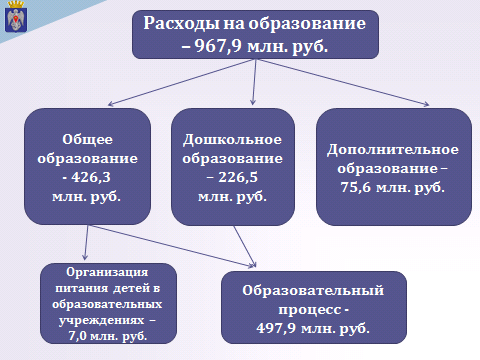 Расходы на образование
– 967,9 млн. руб.
Общее
образование
- 426,3
млн. руб.
Дошкольное
образование
– 226,5
млн. руб.
Дополнительное
образование –
75,6 млн. руб.
Организация
питания детей в
образовательных
учреждениях –
7,0 млн. руб.
Образовательный
процесс -
497,9 млн. руб.